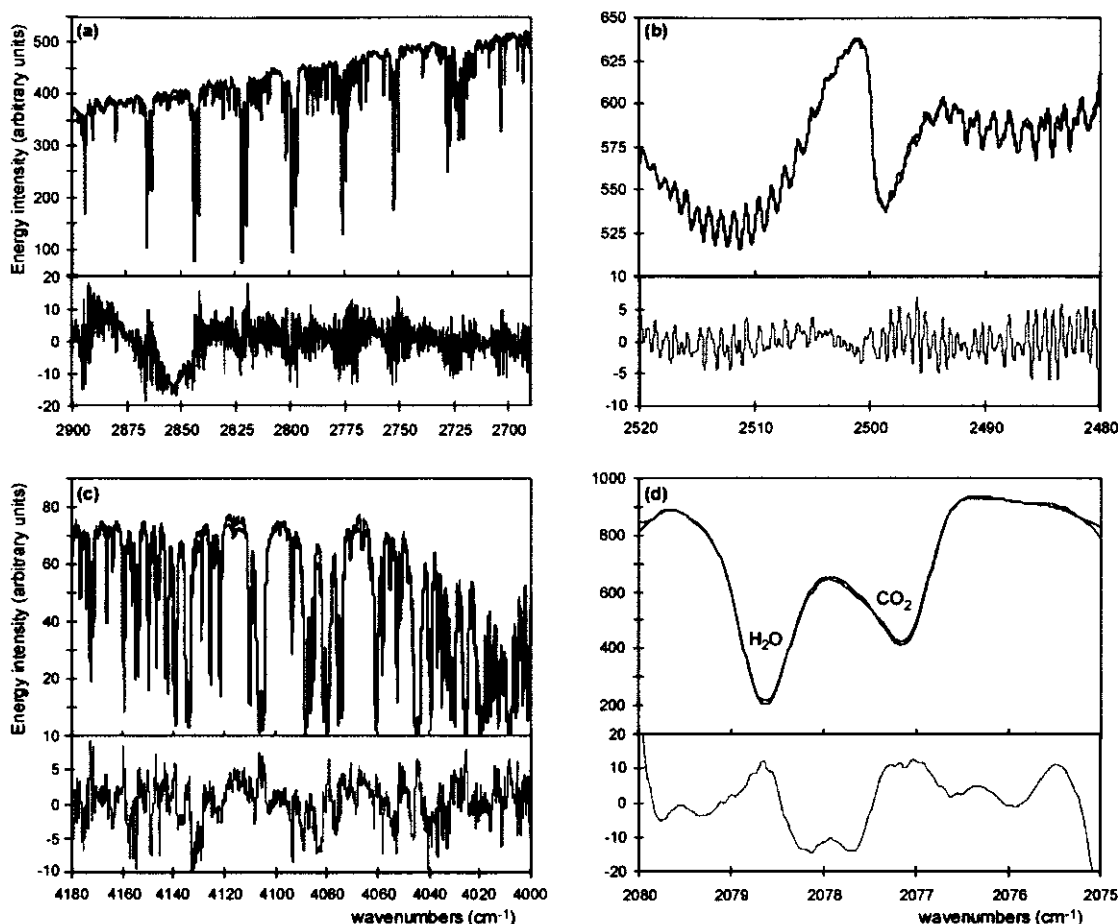 (a)
Energy intensity (arbitrary units)
500
400
300
200
100
20
10
0
-10
-20
2900 2875 2850 2825 2800 2775 2750 2725 2700
(b)
650
625
600
575
550
525
10
5
0
-5
-10
2520 2510 2500 2490 2480
(c)
Energy intensity (arbitrary units)
80
60
40
20
10
5
0
-5
-10
4180 4160 4140 4120 4100 4080 4060 4040 4020 4000
wavenumbers (cm-1)
(d)
1000
800
600
400
200
H2O
CO2
20
10
0
-10
-20
2080 2079 2078 2077 2076 2075
wavenumbers (cm-1)